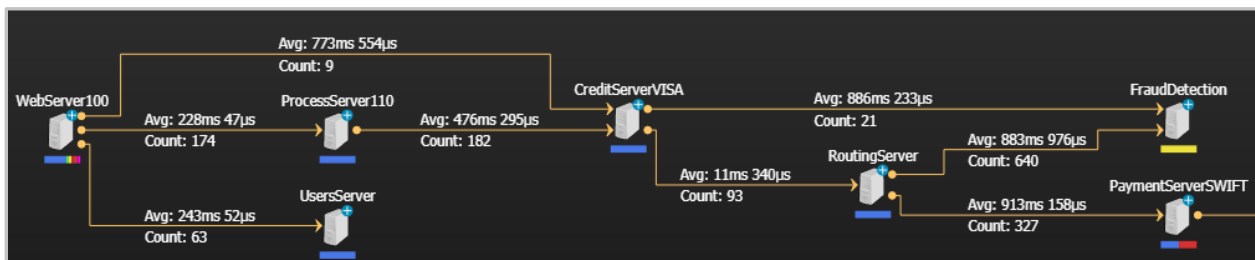 Avg: 773ms 554µs
Count: 9
WebServer100
ProcessServer110
CreditServerVISA
FraudDetection
Avg: 228ms 47µs
Count: 174
Avg: 476ms 295µs
Count: 182
Avg: 886ms 233µs
Count: 21
Avg: 883ms 976µs
Count: 640
RoutingServer
Avg: 11ms 340µs
Count: 93
UsersServer
PaymentServerSWIFT
Avg: 243ms 52µs
Count: 63
Avg: 913ms 158µs
Count: 327